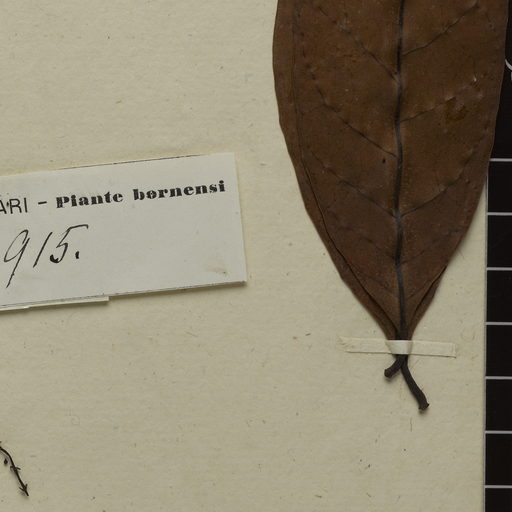 ARI – Piante bornensi
915.